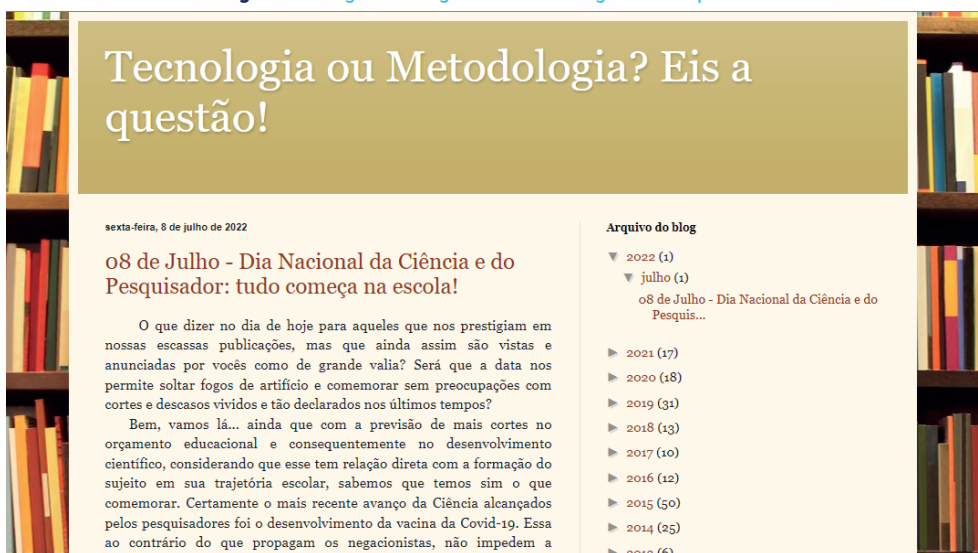 Tecnologia ou Metodologia? Eis a
questão!
sexta-feira, 8 de julho de 2022
08 de Julho - Dia Nacional da Ciência e do
Pesquisador: tudo começa na escola!
O que dizer no dia de hoje para aqueles que nos prestigiam em
nossas escassas publicações, mas que ainda assim são vistas e
anunciadas por vocês como de grande valia? Será que a data nos
permite soltar fogos de artifício e comemorar sem preocupações com
cortes e descasos vividos e tão declarados nos últimos tempos?
Bem, vamos lá... ainda que com a previsão de mais cortes no
orçamento educacional e consequentemente no desenvolvimento
científico, considerando que esse tem relação direta com a formação do
sujeito em sua trajetória escolar, sabemos que temos sim o que
comemorar. Certamente o mais recente avanço da Ciência alcançados
pelos pesquisadores foi o desenvolvimento da vacina da Covid-19. Essa
ao contrário do que propagam os negacionistas, não impedem a
Arquivo do blog
▼ 2022 (1)
▼ julho (1)
08 de Julho - Dia Nacional da Ciência e do
Pesquis...
► 2021 (17)
► 2020 (18)
► 2019 (31)
► 2018 (13)
► 2017 (10)
► 2016 (12)
► 2015 (50)
► 2014 (25)